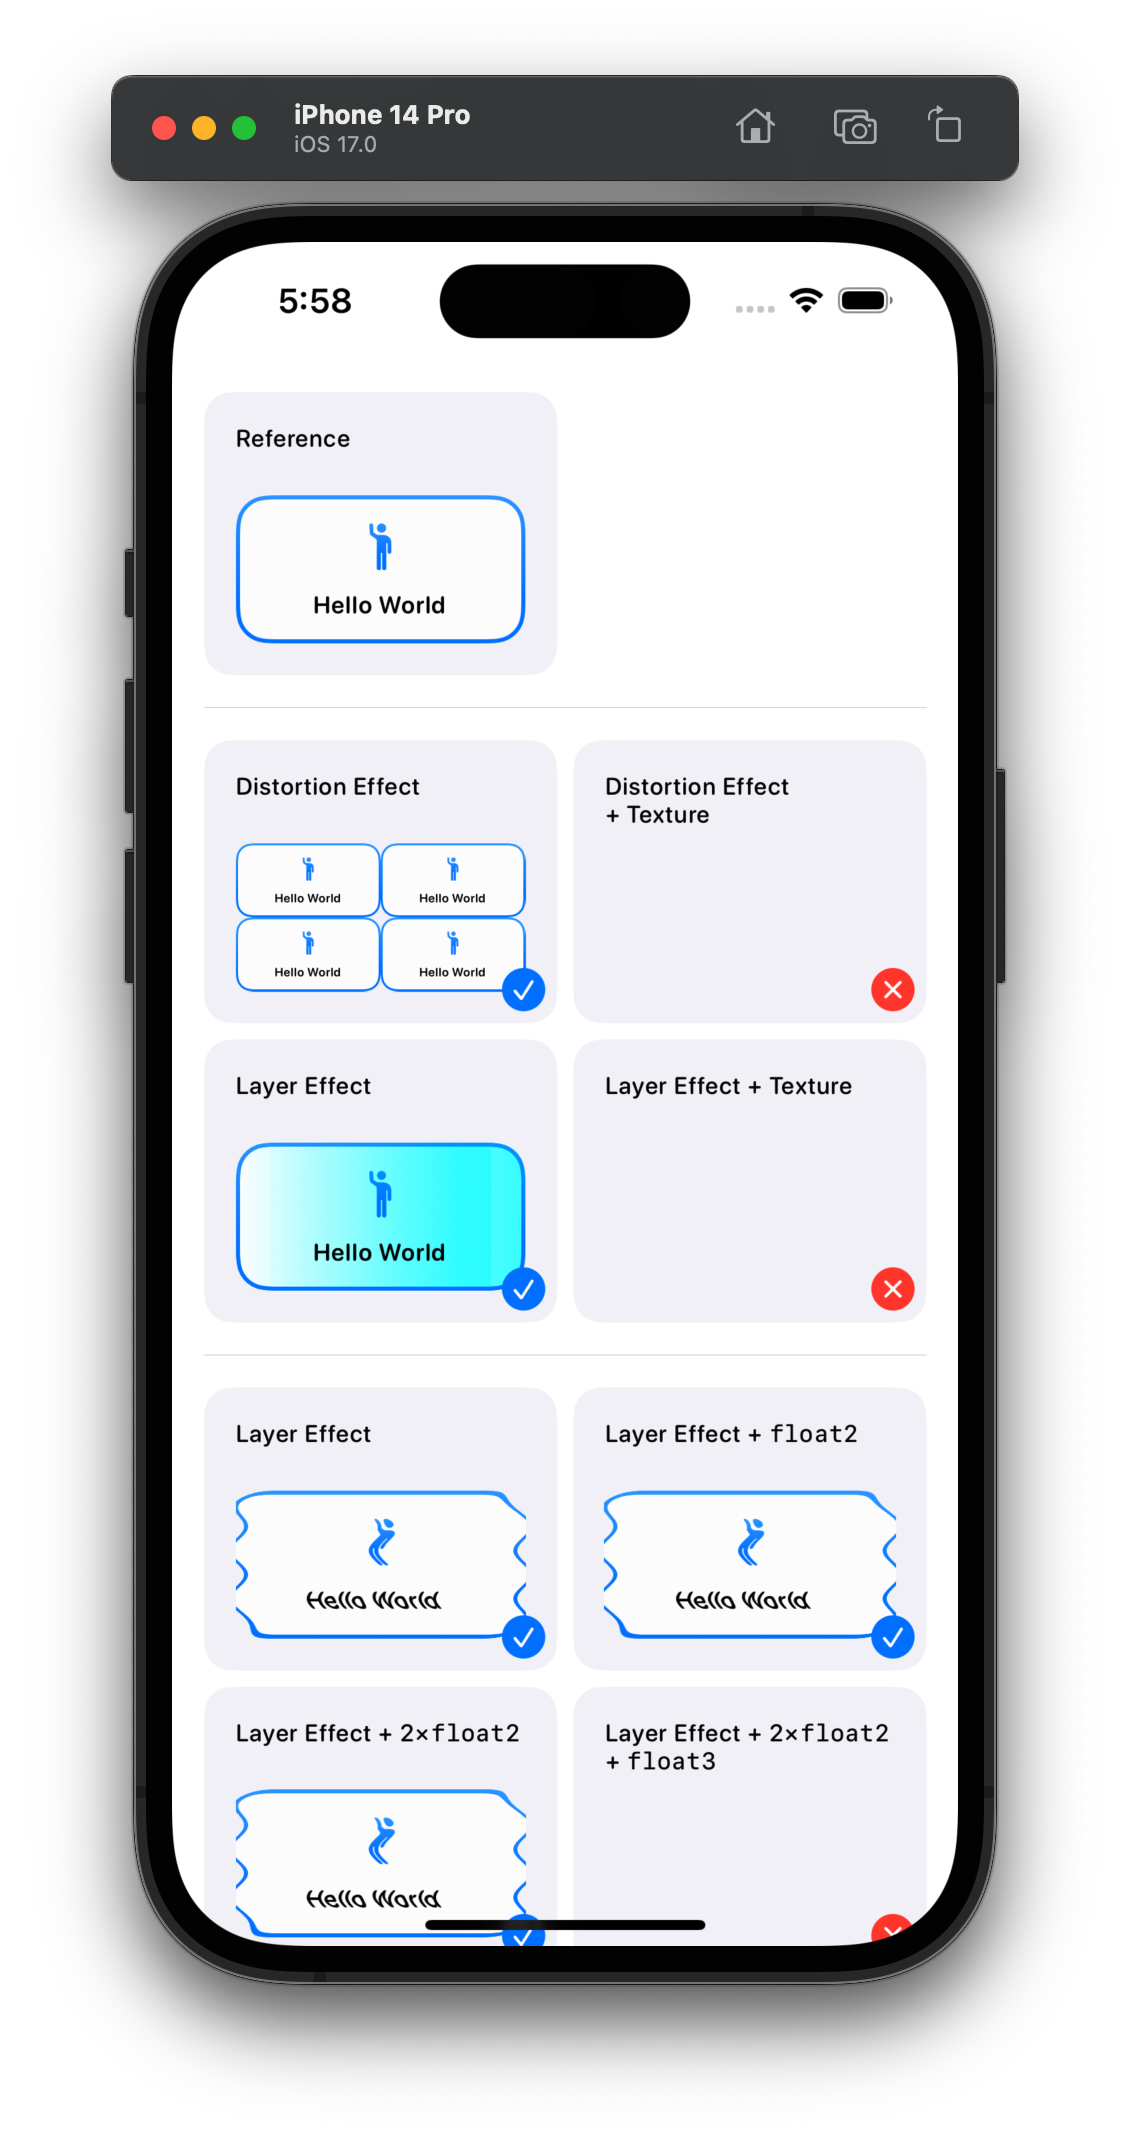 iPhone 14 Pro
iOS 17.0
5:58
Reference
Hello World
Distortion Effect
Hello World
Hello World
Hello World
Hello World
Distortion Effect
+ Texture
Layer Effect
Hello World
Layer Effect + Texture
Layer Effect
Hello World
Layer Effect + float2
Hello World
Layer Effect + 2×float2
Hello World
Layer Effect + 2×float2
+ float3